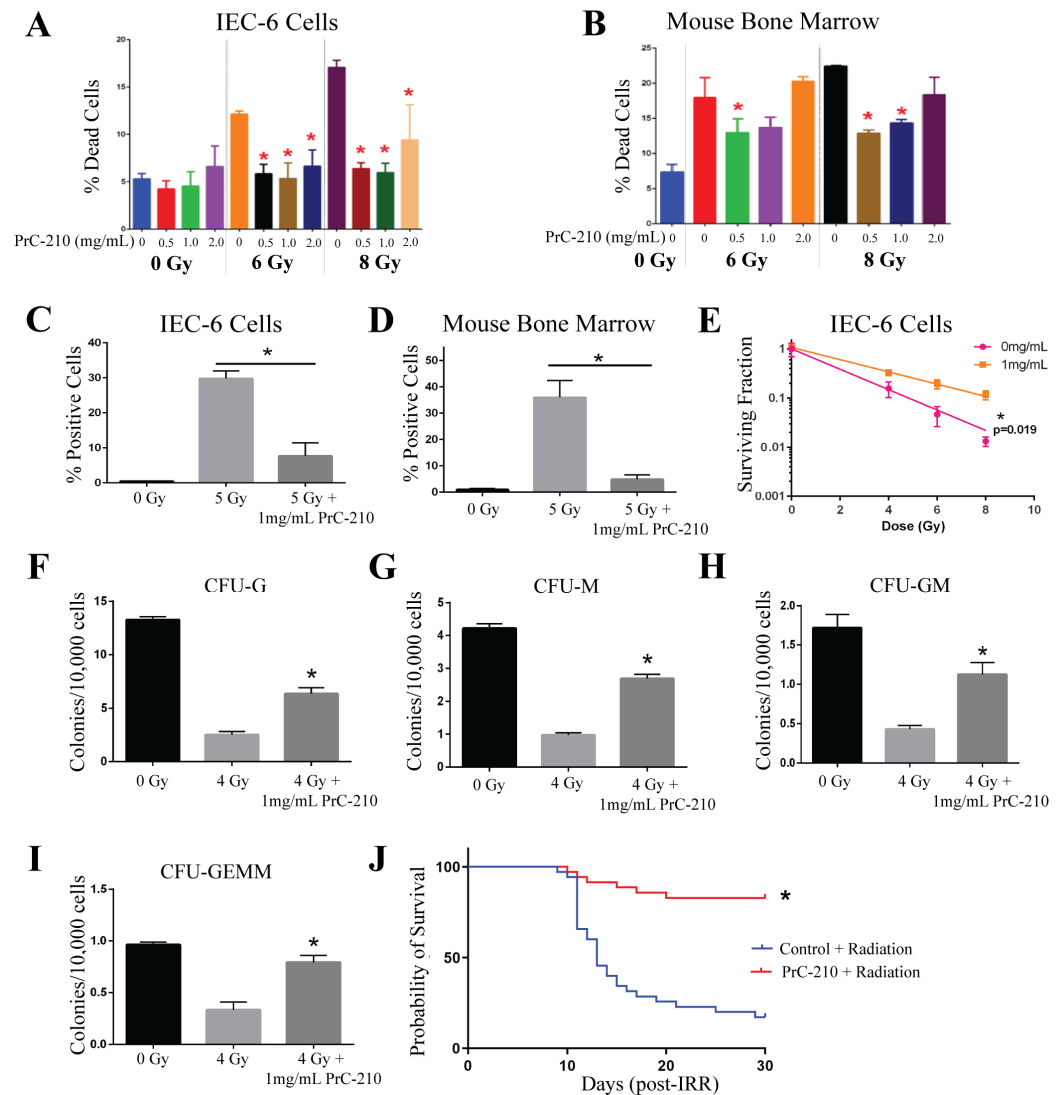 A
IEC-6 Cells
20
15
10
5
0
% Dead Cells
* * * * * *
PrC-210 (mg/mL) 0 0.5 1.0 2.0 0 0.5 1.0 2.0 0 0.5 1.0 2.0
0 Gy 6 Gy 8 Gy
B
Mouse Bone Marrow
25
20
15
10
5
0
% Dead Cells
* * *
PrC-210 (mg/mL) 0 0 0.5 1.0 2.0 0 0.5 1.0 2.0
0 Gy 6 Gy 8 Gy
C
IEC-6 Cells
40
30
20
10
0
% Positive Cells
*
0 Gy 5 Gy 5 Gy +
1mg/mL PrC-210
D
Mouse Bone Marrow
50
40
30
20
10
0
% Positive Cells
*
0 Gy 5 Gy 5 Gy +
1mg/mL PrC-210
E
IEC-6 Cells
0mg/mL
1mg/mL
1
0.1
0.01
0.001
Surviving Fraction
*
p=0.019
0 2 4 6 8 10
Dose (Gy)
F
CFU-G
15
10
5
0
Colonies/10,000 cells
*
0 Gy 4 Gy 4 Gy +
1mg/mL PrC-210
G
CFU-M
5
4
3
2
1
0
Colonies/10,000 cells
*
0 Gy 4 Gy 4 Gy +
1mg/mL PrC-210
H
CFU-GM
2.0
1.5
1.0
0.5
0.0
Colonies/10,000 cells
*
0 Gy 4 Gy 4 Gy +
1mg/mL PrC-210
I
CFU-GEMM
1.5
1.0
0.5
0.0
Colonies/10,000 cells
*
0 Gy 4 Gy 4 Gy +
1mg/mL PrC-210
J
100
50
0
Probability of Survival
*
Control + Radiation
PrC-210 + Radiation
0 10 20 30
Days (post-IRR)